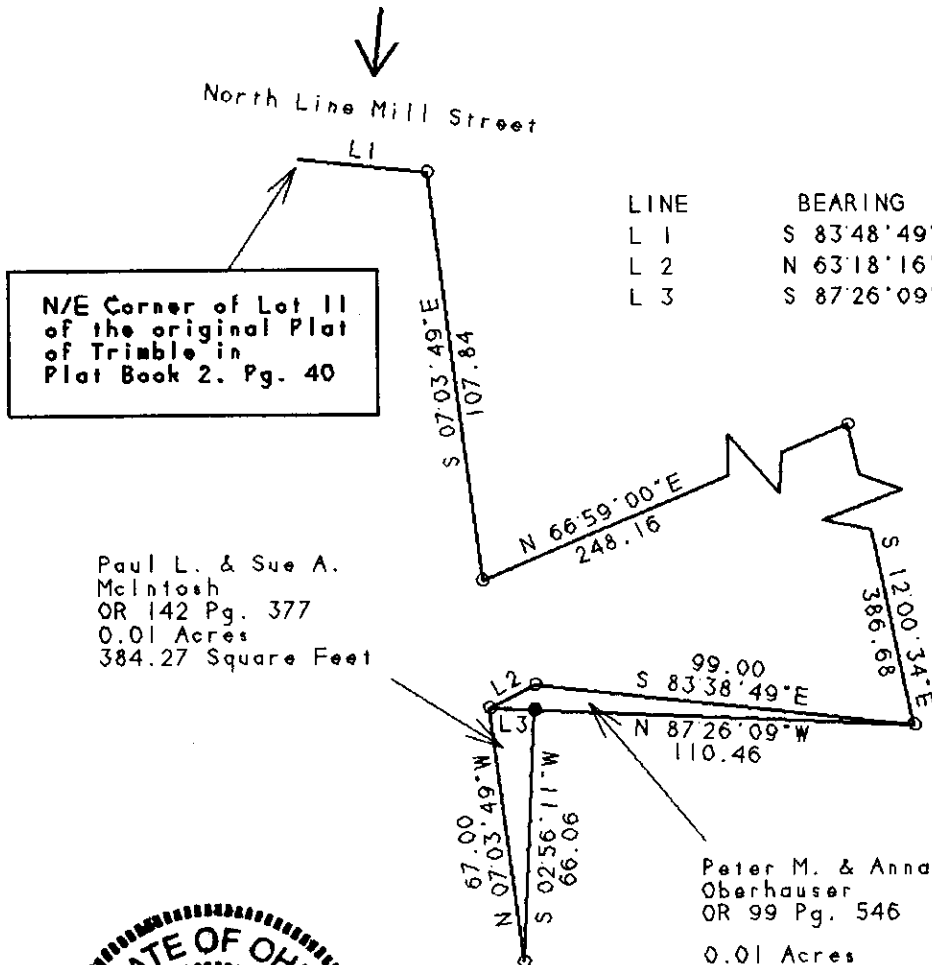 North Line Mill Street
L1
LINE BEARING
L 1 S 83°48'49"
L 2 N 63°18'16"
L 3 S 87°26'09"
N/E Corner of Lot 11
of the original Plat
of Trimble in
Plat Book 2. Pg. 40
S 07°03'49"E
107.84
N 66°59'00"E
248.16
S 12°00'34"E
386.68
Paul L. & Sue A.
McIntosh
OR 142 Pg. 377
0.01 Acres
384.27 Square Feet
L2
99.00
S 83°38'49"E
L3
N 87°26'09"W
110.46
67.00
N 07°03'49"W
S 02°56'11"W
66.06
Peter M. & Anna
Oberhauser
OR 99 Pg. 546
0.01 Acres
ATE OF OH